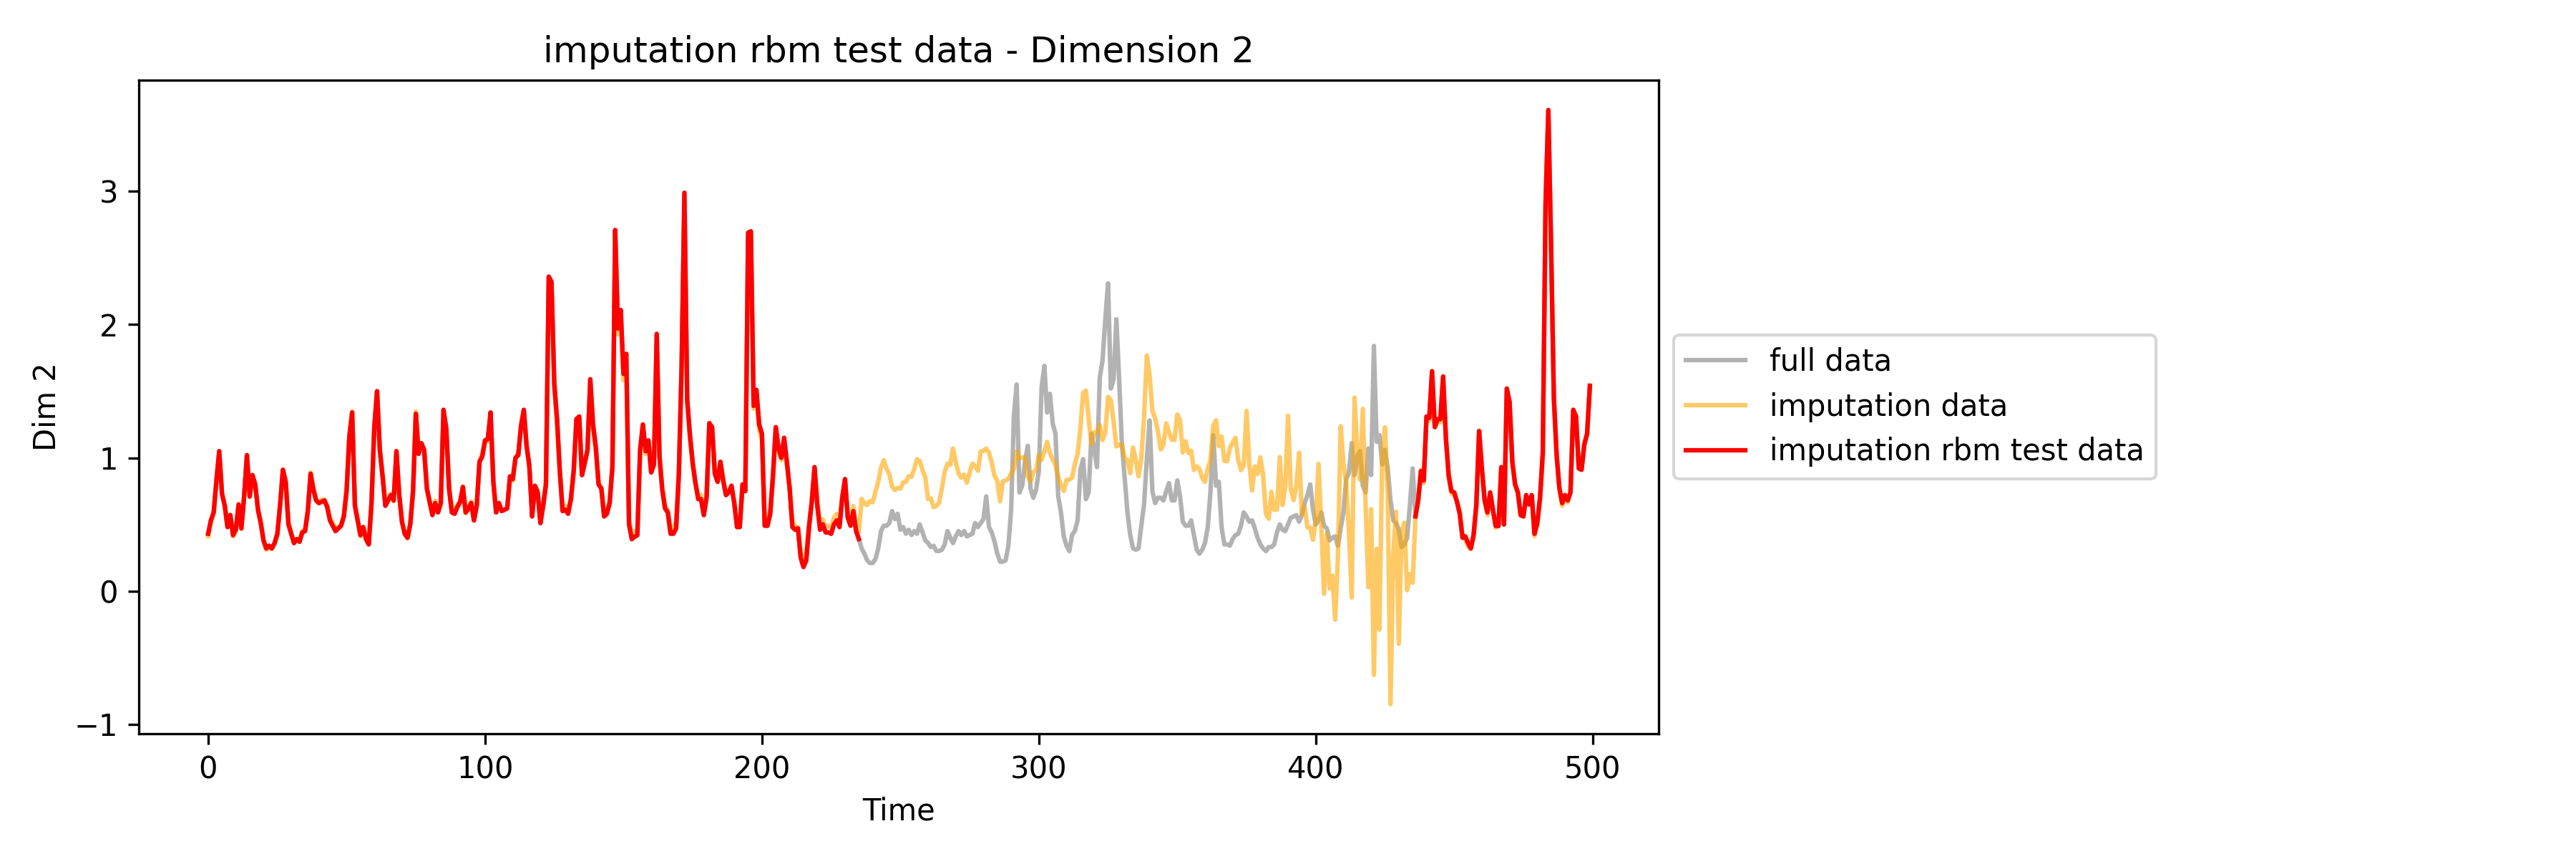 imputation rbm test data - Dimension 2
Dim 2
3
2
1
0
−1
0 100 200 300 400 500
Time
full data
imputation data
imputation rbm test data